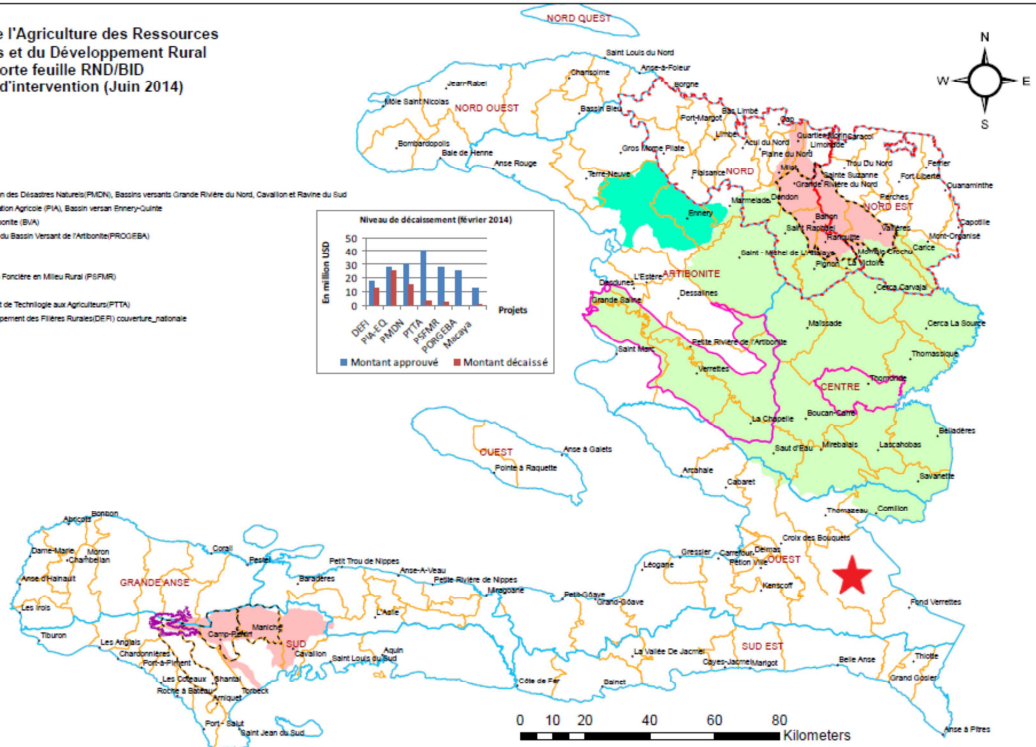 e l'Agriculture des Ressources
s et du Développement Rural
orte feuille RND/BID
d'intervention (Juin 2014)
n des Désastres Naturels(PMDN), Bassins versants Grande Rivière du Nord, Cavaillon et Ravine du Sud
ation Agricole (PIA), Bassin versan Ennery-Quinte
onite (BVA)
du Bassin Versant de l'Artibonite(PROGEBA)
Foncière en Milieu Rural (PSFMR)
t de Technilogie aux Agriculteurs(PTTA)
pement des Filières Rurales(DEFI) couverture_nationale
Niveau de décaissement (février 2014)
En million USD
50
40
30
20
10
0
DEFI
PIA-EQ
PMDN
PTTA
PSFMR
PORGEBA
Macaya
Projets
Montant approuvé
Montant décaissé
N
W
E
S
NORD OUEST
Saint Louis du Nord
Anse-à-Foleur
Chansolme
Borgne
Jean-Rabel
Môle Saint Nicolas
NORD OUEST
Bassin Bleu
Port-Margot
Bas Limbé
Cap
Limbé
Quartier Morin
Caracol
Limonade
Acul du Nord
Plaine du Nord
Bombardopolis
Baie de Henne
Anse Rouge
Gros Morne
Pilate
Plaisance
NORD
Milot
Trou Du Nord
Ferrier
Fort Liberté
Ouanaminthe
Terre-Neuve
Sainte Suzanne
Grande Rivière du Nord
Perches
NORD EST
Marmelade
Dondon
Ennery
Bahon
Capotille
Saint Raphael
Vallières
Mont-Organisé
Ranquitte
Carice
Saint - Michel de L'Attalaye
Mombin Crochu
Pignon
La Victoire
ARTIBONITE
L'Estère
Desdunes
Cerca Carvajal
Dessalines
Grande Saline
Maïssade
Cerca La Source
Saint Marc
Petite Rivière de l'Artibonite
Thomassique
Verrettes
CENTRE
Thomonde
La Chapelle
Boucan-Carré
Belladères
Saut d'Eau
Mirebalais
Lascahobas
Savanette
OUEST
Anse à Galets
Pointe à Raquette
Arcahaie
Cabaret
Thomazeau
Cornillon
Croix des Bouquets
Delmas
Carrefour
Gressier
OUEST
Pétion Ville
Léogane
Kenscoff
Fond Verrettes
Bonbon
Abricots
Dame-Marie
Moron
Chambellan
Corail
Pestel
Petit Trou de Nippes
Baradères
Anse-A-Veau
Petite Rivière de Nippes
Miragoane
Anse d'Hainault
GRANDE ANSE
Petit-Goâve
Grand-Goâve
Les Irois
L'Asile
Tiburon
Camp-Perrin
Maniche
SUD
Les Anglais
Chardonnières
Port-à-Piment
Cavaillon
Aquin
Saint Louis du Sud
La Vallée De Jacmel
SUD EST
Cayes-Jacmel
Marigot
Belle Anse
Thiotte
Grand Gosier
Les Coteaux
Chantal
Roche à Bateau
Torbeck
Arniquet
Côte de Fer
Bainet
Port - Salut
Saint Jean du Sud
Anse à Pitres
0 10 20 40 60 80
Kilometers